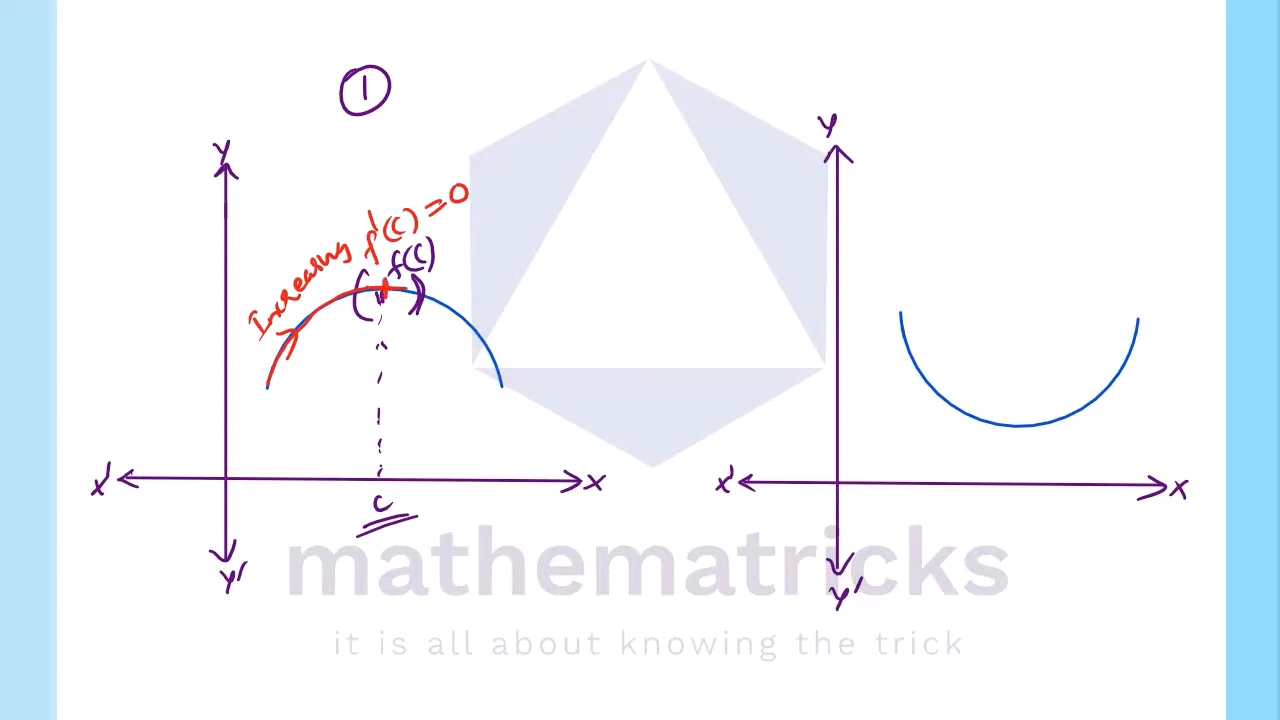 1
Y
Increasing f'(c) = 0
f(c)
X'
X
c
Y'
Y
X'
X
Y'
mathematricks
it is all about knowing the trick